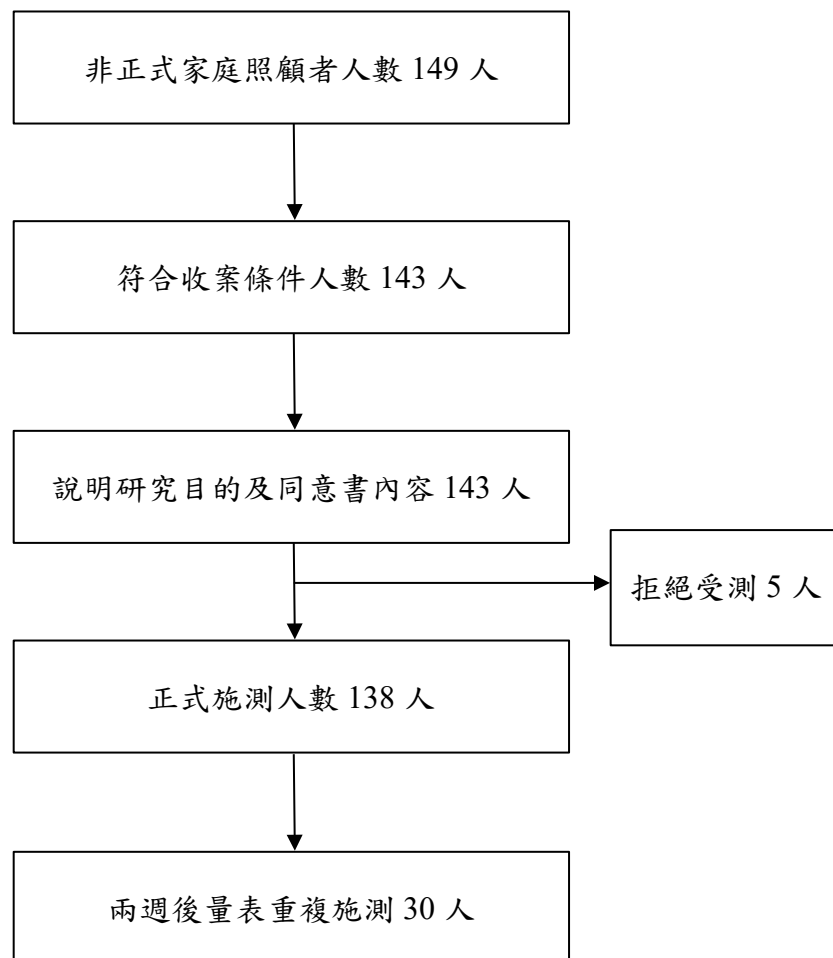 非正式家庭照顧者人數 149 人
符合收案條件人數 143 人
說明研究目的及同意書內容 143 人
拒絕受測 5 人
正式施測人數 138 人
兩週後量表重複施測 30 人